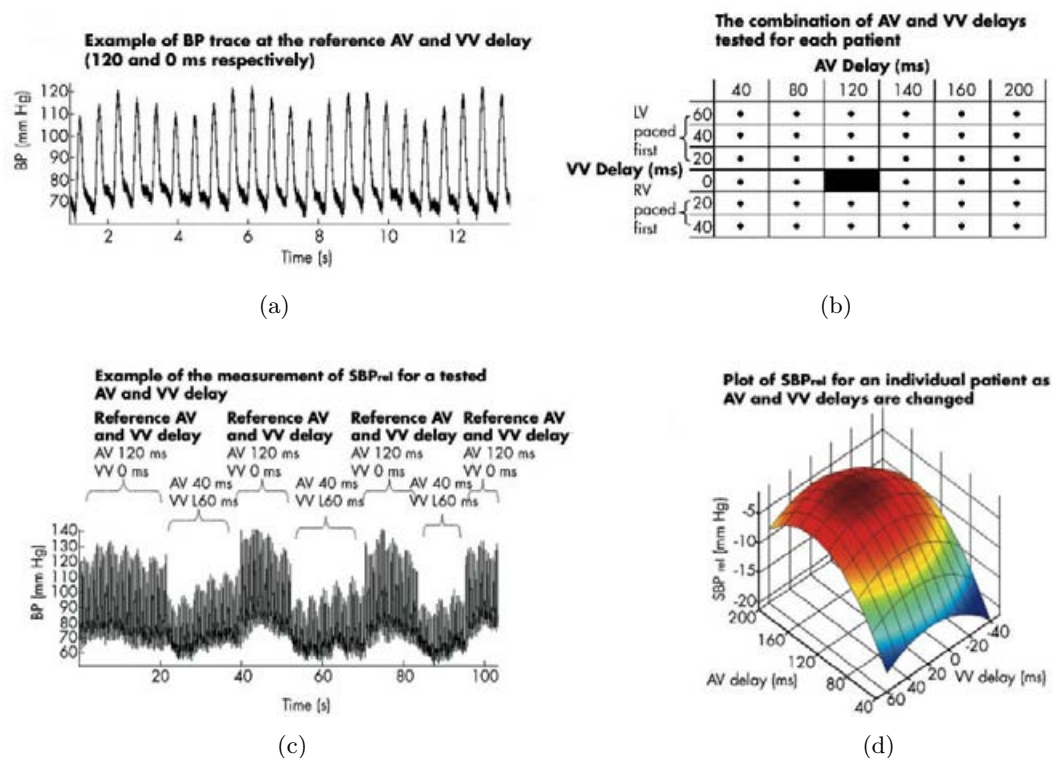 Example of BP trace at the reference AV and VV delay
(120 and 0 ms respectively)
BP (mm Hg)
120
110
100
90
80
70
2 4 6 8 10 12
Time (s)
(a)
The combination of AV and VV delays
tested for each patient
AV Delay (ms)
40 80 120 140 160 200
LV
paced
first
60
40
20
VV Delay (ms)
0
RV
paced
first
20
40
(b)
Example of the measurement of SBPrel for a tested
AV and VV delay
Reference AV Reference AV Reference AV Reference AV
and VV delay and VV delay and VV delay and VV delay
AV 120 ms AV 120 ms AV 120 ms AV 120 ms
VV 0 ms VV 0 ms VV 0 ms VV 0 ms
AV 40 ms AV 40 ms AV 40 ms
VV L60 ms VV L60 ms VV L60 ms
BP (mm Hg)
140
130
120
110
100
90
80
70
60
20 40 60 80 100
Time (s)
(c)
Plot of SBPrel for an individual patient as
AV and VV delays are changed
SBP rel (mm Hg)
-5
-10
-15
-20
200
160
120
80
40
AV delay (ms)
60
40
20
0
-20
-40
VV delay (ms)
(d)